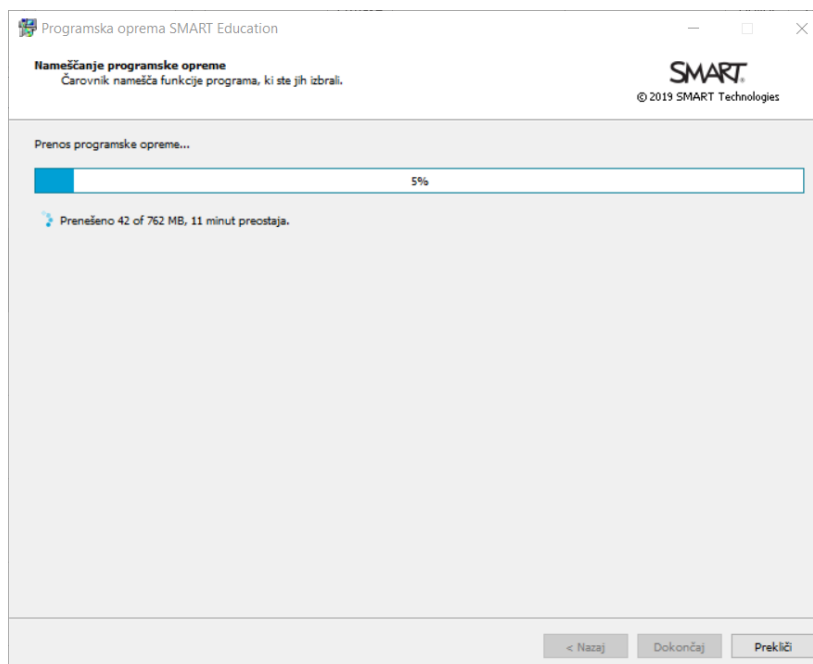 Programska oprema SMART Education
Nameščanje programske opreme
Čarovnik namešča funkcije programa, ki ste jih izbrali.
SMART.
© 2019 SMART Technologies
Prenos programske opreme...
5%
Prenešeno 42 of 762 MB, 11 minut preostaja.
< Nazaj
Dokončaj
Prekliči